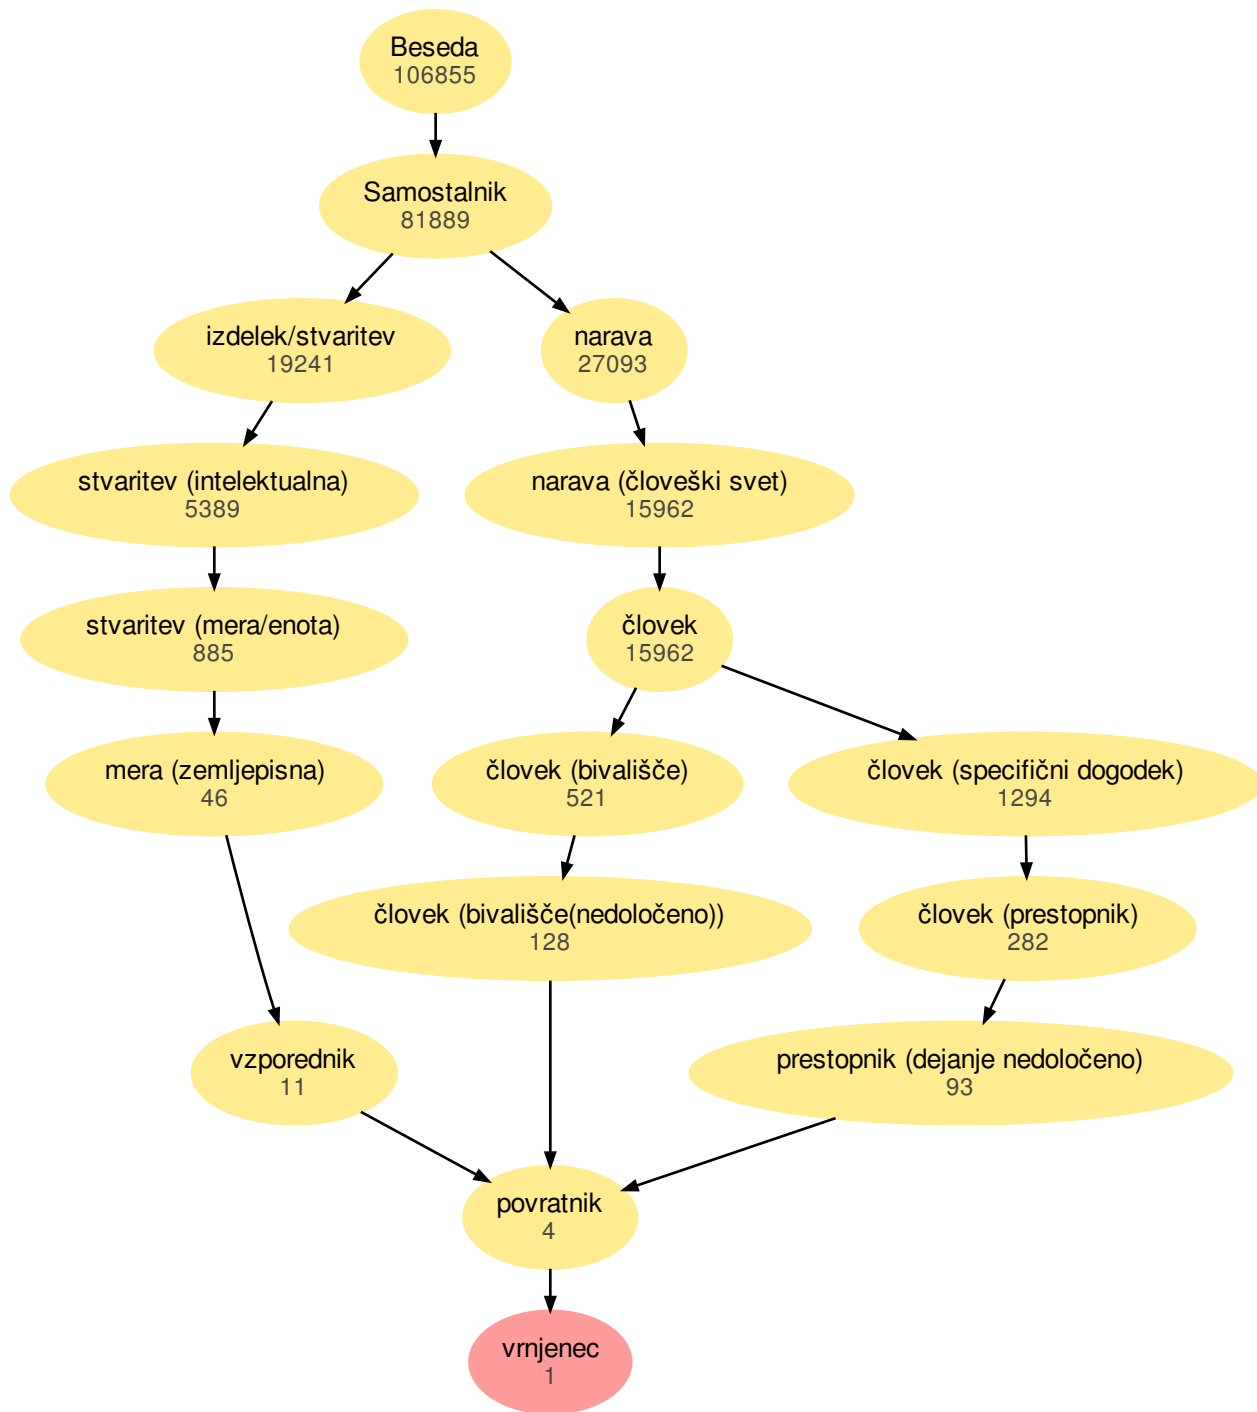 Beseda
106855
Samostalnik
81889
izdelek/stvaritev
19241
narava
27093
stvaritev (intelektualna)
5389
narava (človeški svet)
15962
stvaritev (mera/enota)
885
človek
15962
mera (zemljepisna)
46
človek (bivališče)
521
človek (specifični dogodek)
1294
človek (bivališče(nedoločeno))
128
človek (prestopnik)
282
vzporednik
11
prestopnik (dejanje nedoločeno)
93
povratnik
4
vrnjenec
1